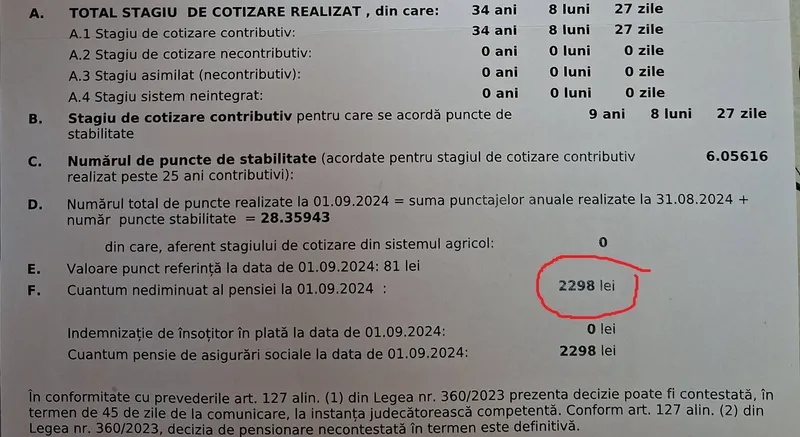 A. TOTAL STAGIU DE COTIZARE REALIZAT , din care: 34 ani 8 luni 27 zile
A.1 Stagiu de cotizare contributiv: 34 ani 8 luni 27 zile
A.2 Stagiu de cotizare necontributiv: 0 ani 0 luni 0 zile
A.3 Stagiu asimilat (necontributiv): 0 ani 0 luni 0 zile
A.4 Stagiu sistem neintegrat: 0 ani 0 luni 0 zile
B. Stagiu de cotizare contributiv pentru care se acordă puncte de 9 ani 8 luni 27 zile
stabilitate
C. Numărul de puncte de stabilitate (acordate pentru stagiul de cotizare contributiv 6.05616
realizat peste 25 ani contributivi):
D. Numărul total de puncte realizate la 01.09.2024 = suma punctajelor anuale realizate la 31.08.2024 +
număr puncte stabilitate = 28.35943
din care, aferent stagiului de cotizare din sistemul agricol: 0
E. Valoare punct referință la data de 01.09.2024: 81 lei
F. Cuantum nediminuat al pensiei la 01.09.2024 : 2298 lei
Indemnizație de însoțitor în plată la data de 01.09.2024: 0 lei
Cuantum pensie de asigurări sociale la data de 01.09.2024: 2298 lei
În conformitate cu prevederile art. 127 alin. (1) din Legea nr. 360/2023 prezenta decizie poate fi contestată, în
termen de 45 de zile de la comunicare, la instanța judecătorească competentă. Conform art. 127 alin. (2) din
Legea nr. 360/2023, decizia de pensionare necontestată în termen este definitivă.